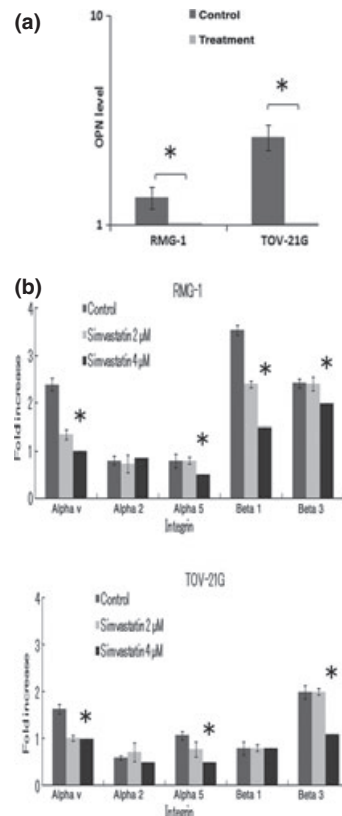 (a)
10
Control
Treatment
OPN level
*
*
1
RMG-1
TOV-21G
(b)
RMG-1
4
3
2
1
0
Fold increase
Control
Simvastatin 2 µM
Simvastatin 4 µM
*
*
*
*
Alpha v
Alpha 2
Alpha 5
Beta 1
Beta 3
Integrin
TOV-21G
4
3
2
1
0
Fold increase
Control
Simvastatin 2 µM
Simvastatin 4 µM
*
*
*
Alpha v
Alpha 2
Alpha 5
Beta 1
Beta 3
Integrin